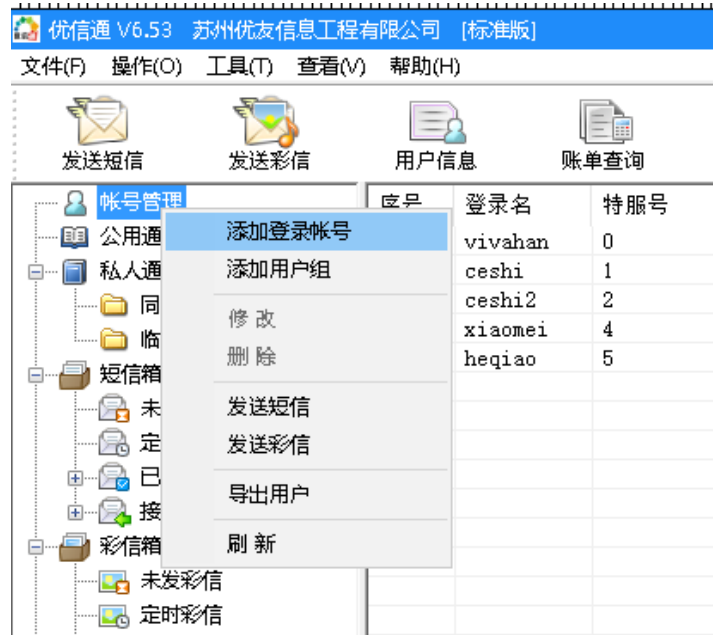 优信通 V6.53 苏州优友信息工程有限公司 [标准版]
文件(F) 操作(O) 工具(T) 查看(V) 帮助(H)
发送短信 发送彩信 用户信息 账单查询
帐号管理
公用通
私人通
同
临
短信箱
未
定
已
接
彩信箱
未发彩信
定时彩信
添加登录帐号
添加用户组
修 改
删 除
发送短信
发送彩信
导出用户
刷 新
序号 登录名 特服号
vivahan 0
ceshi 1
ceshi2 2
xiaomei 4
heqiao 5